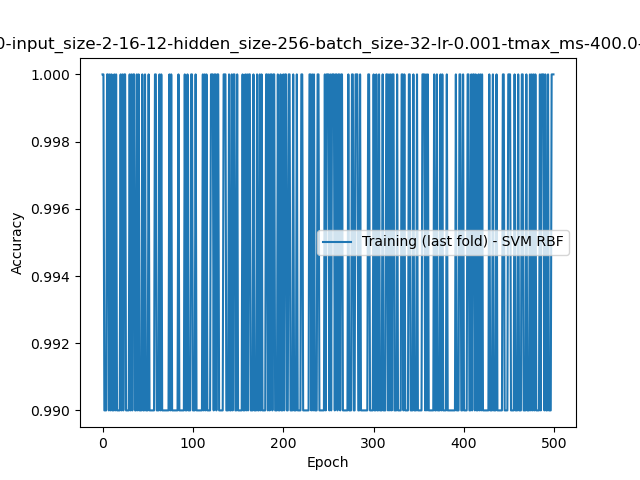 0-input_size-2-16-12-hidden_size-256-batch_size-32-lr-0.001-tmax_ms-400.0-
1.000
0.998
0.996
0.994
0.992
0.990
Accuracy
Training (last fold) - SVM RBF
0 100 200 300 400 500
Epoch